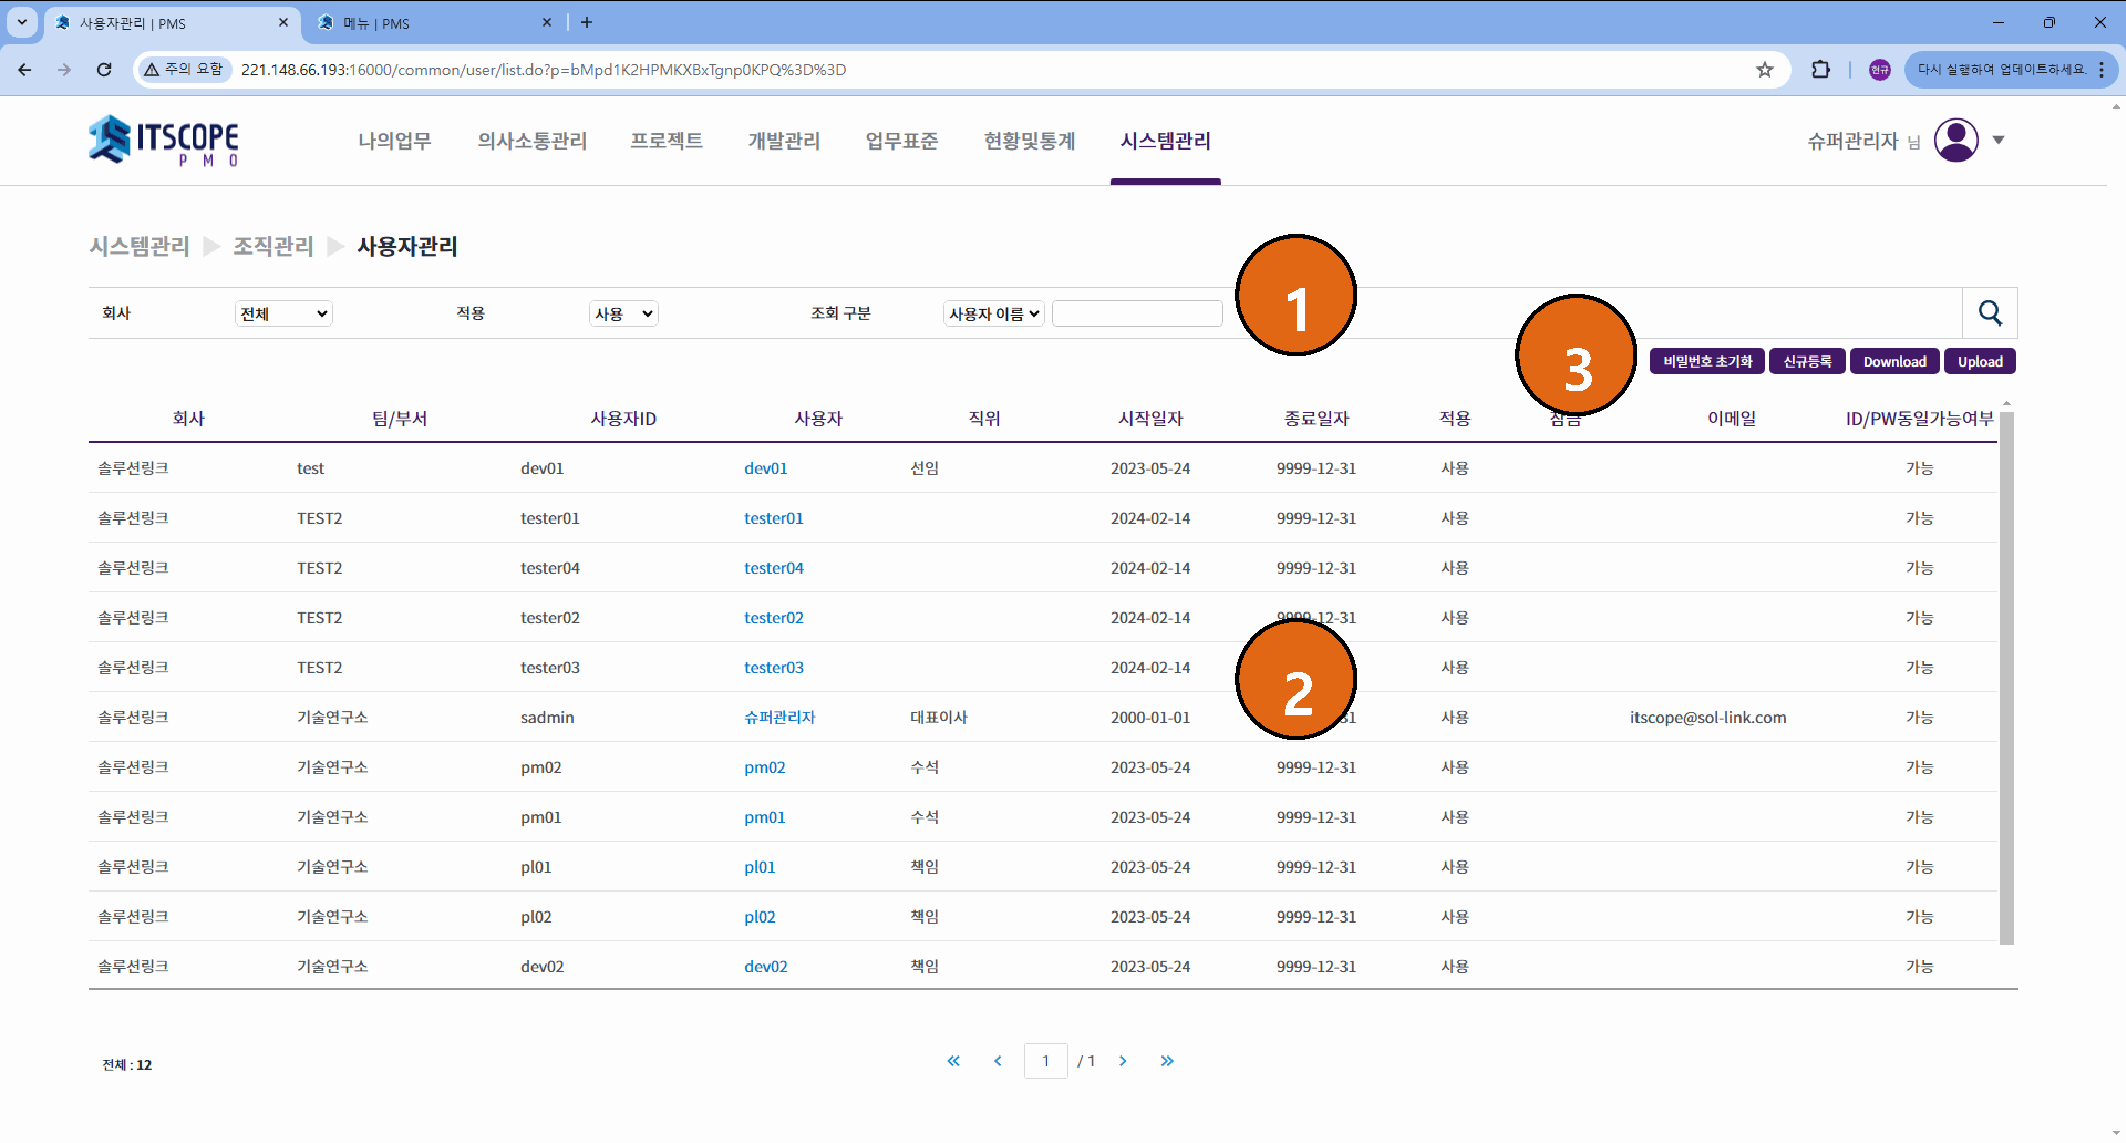 사용자관리 | PMS
메뉴 | PMS
주의 요함
221.148.66.193:16000/common/user/list.do?p=bMpd1K2HPMKXBxTgnp0KPQ%3D%3D
현규
다시 실행하여 업데이트하세요.
ITSCOPE
PMO
나의업무 의사소통관리 프로젝트 개발관리 업무표준 현황및통계 시스템관리
슈퍼관리자 님
시스템관리 조직관리 사용자관리
회사 전체 적용 사용 조회 구분 사용자 이름
1
3
비밀번호 초기화 신규등록 Download Upload
회사 팀/부서 사용자ID 사용자 직위 시작일자 종료일자 적용 잠금 이메일 ID/PW동일가능여부
솔루션링크 test dev01 dev01 선임 2023-05-24 9999-12-31 사용 가능
솔루션링크 TEST2 tester01 tester01 2024-02-14 9999-12-31 사용 가능
솔루션링크 TEST2 tester04 tester04 2024-02-14 9999-12-31 사용 가능
솔루션링크 TEST2 tester02 tester02 2024-02-14 9999-12-31 사용 가능
솔루션링크 TEST2 tester03 tester03 2024-02-14 사용 가능
2
솔루션링크 기술연구소 sadmin 슈퍼관리자 대표이사 2000-01-01 31 사용 itscope@sol-link.com 가능
솔루션링크 기술연구소 pm02 pm02 수석 2023-05-24 9999-12-31 사용 가능
솔루션링크 기술연구소 pm01 pm01 수석 2023-05-24 9999-12-31 사용 가능
솔루션링크 기술연구소 pl01 pl01 책임 2023-05-24 9999-12-31 사용 가능
솔루션링크 기술연구소 pl02 pl02 책임 2023-05-24 9999-12-31 사용 가능
솔루션링크 기술연구소 dev02 dev02 책임 2023-05-24 9999-12-31 사용 가능
전체 : 12
« ‹ 1 / 1 › »